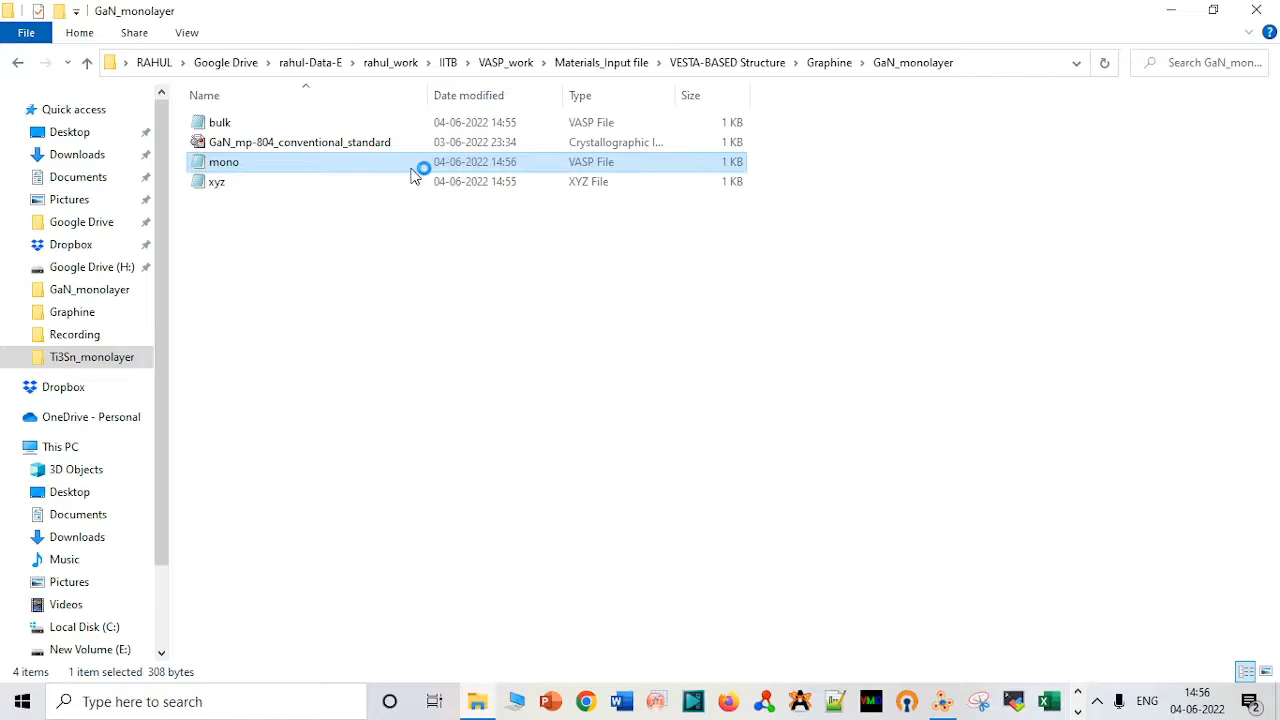 GaN_monolayer
File Home Share View
RAHUL › Google Drive › rahul-Data-E › rahul_work › IITB › VASP_work › Materials_Input file › VESTA-BASED Structure › Graphine › GaN_monolayer
Search GaN_mon...
Name Date modified Type Size
bulk 04-06-2022 14:55 VASP File 1 KB
GaN_mp-804_conventional_standard 03-06-2022 23:34 Crystallographic I... 1 KB
mono 04-06-2022 14:56 VASP File 1 KB
xyz 04-06-2022 14:55 XYZ File 1 KB
Quick access
Desktop
Downloads
Documents
Pictures
Google Drive
Dropbox
Google Drive (H:)
GaN_monolayer
Graphine
Recording
Ti3Sn_monolayer
Dropbox
OneDrive - Personal
This PC
3D Objects
Desktop
Documents
Downloads
Music
Pictures
Videos
Local Disk (C:)
New Volume (E:)
4 items 1 item selected 308 bytes
Type here to search
ENG
14:56
04-06-2022
2